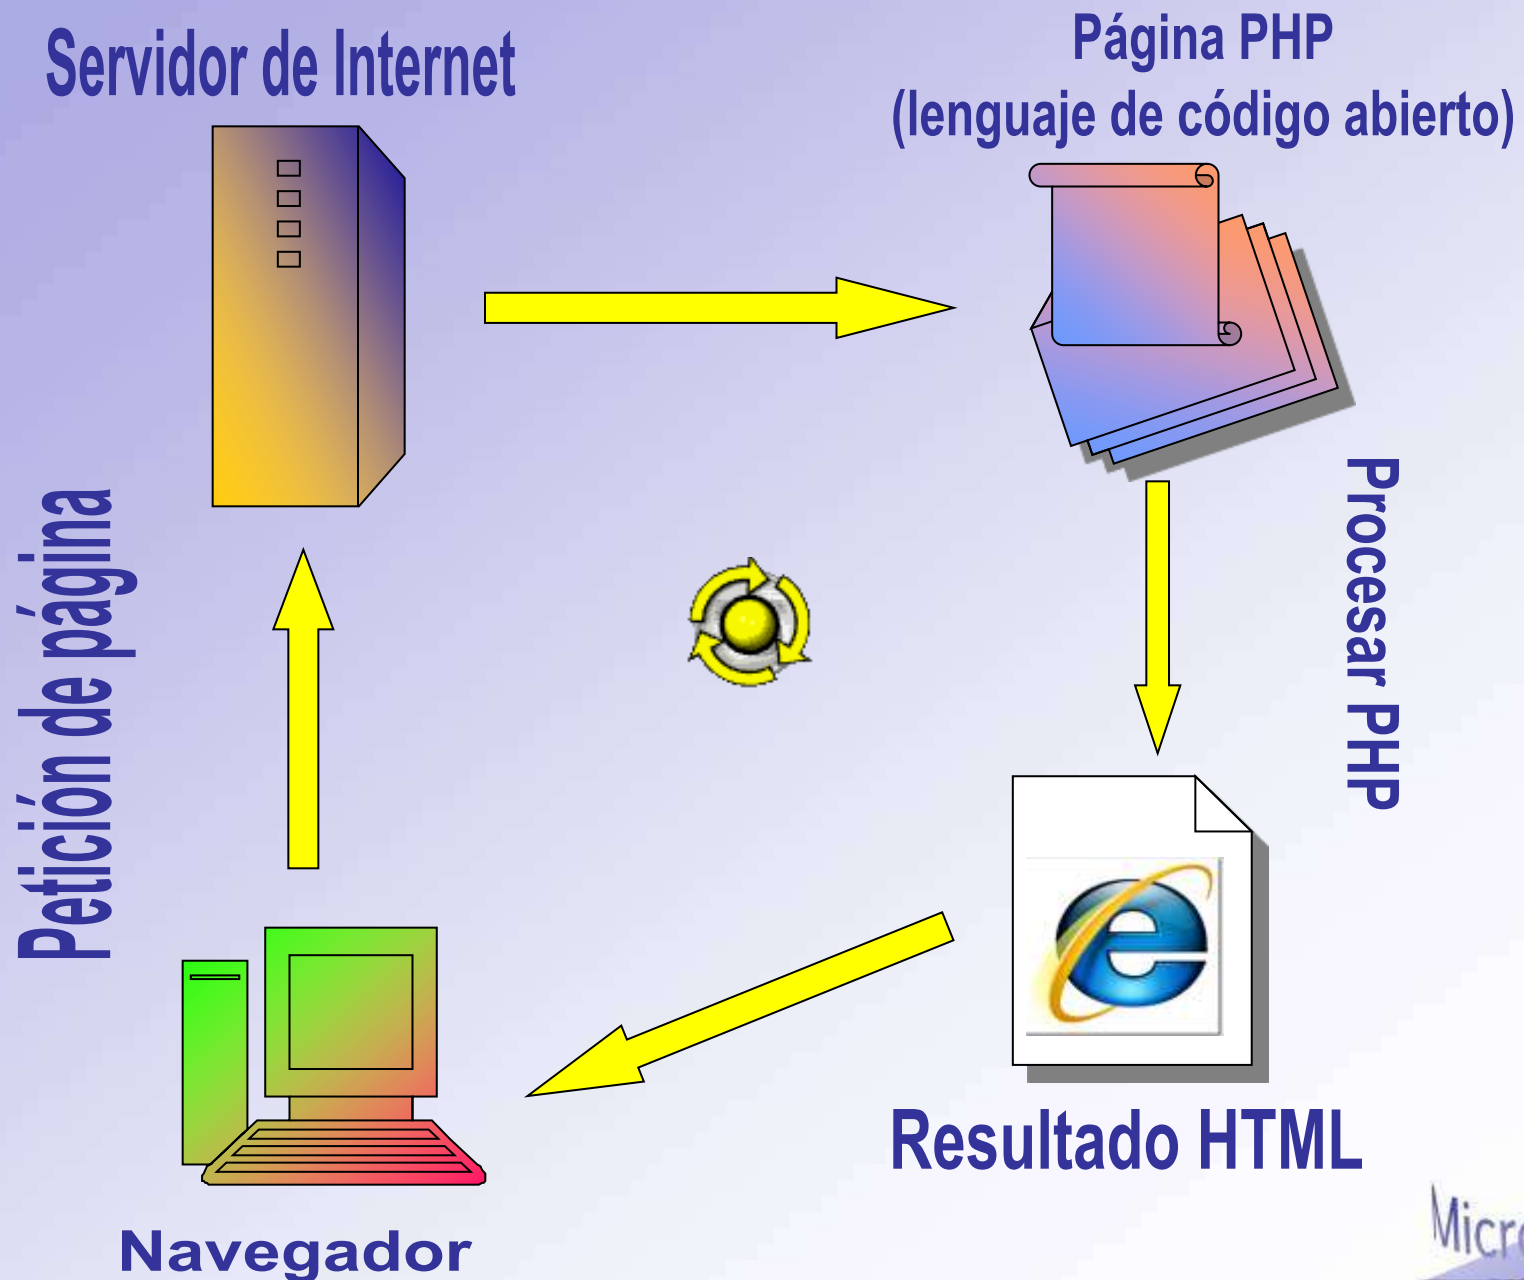 Servidor de Internet
Página PHP
(lenguaje de código abierto)
Petición de página
Procesar PHP
Resultado HTML
Navegador